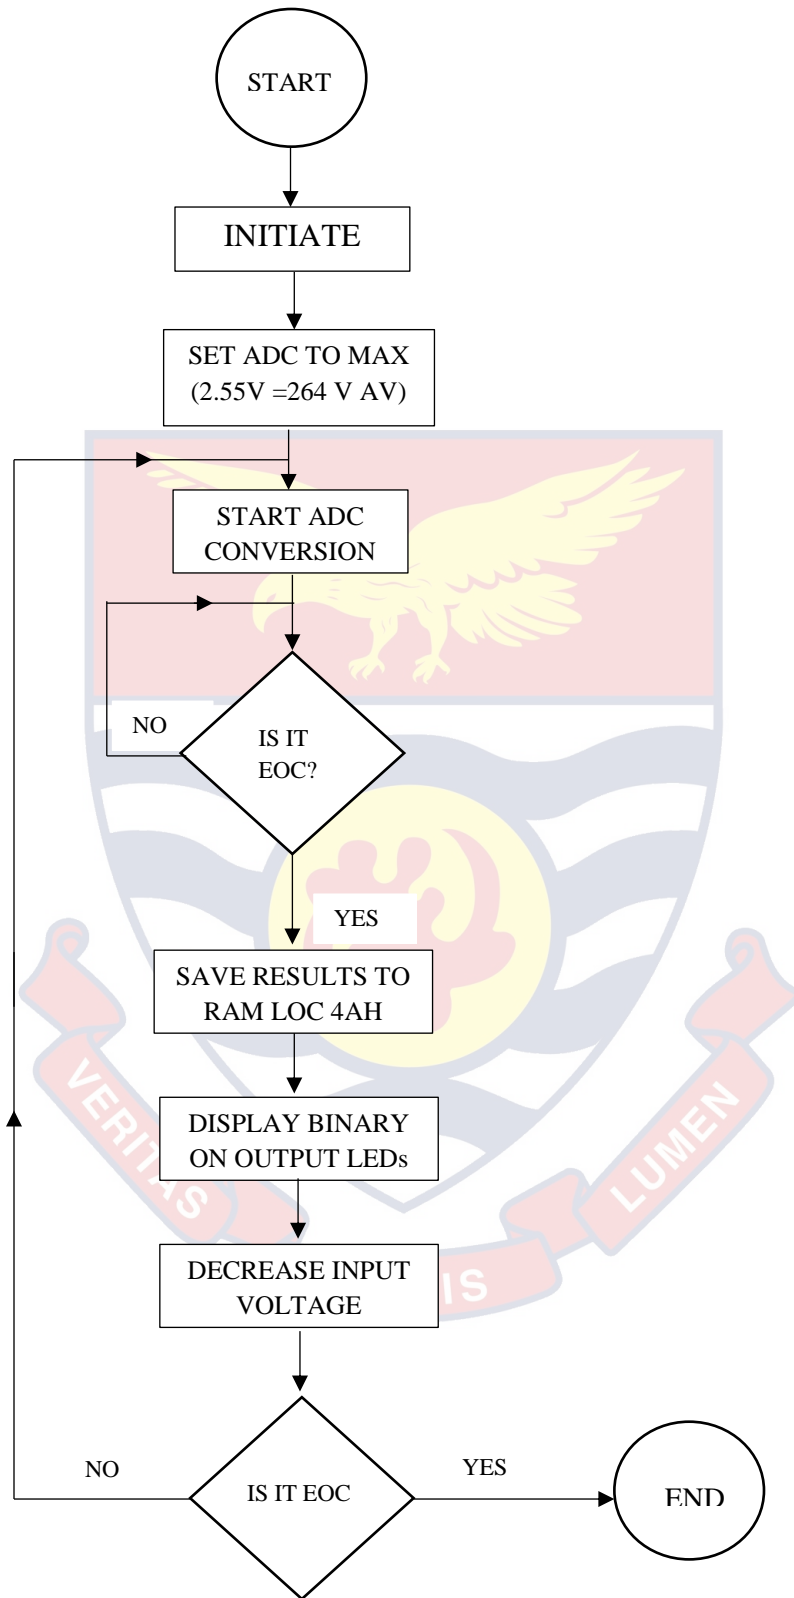 START
INITIATE
SET ADC TO MAX
(2.55V =264 V AV)
START ADC
CONVERSION
NO
IS IT
EOC?
YES
SAVE RESULTS TO
RAM LOC 4AH
DISPLAY BINARY
ON OUTPUT LEDs
DECREASE INPUT
VOLTAGE
NO
IS IT EOC
YES
END
VERITAS
IS
LUMEN